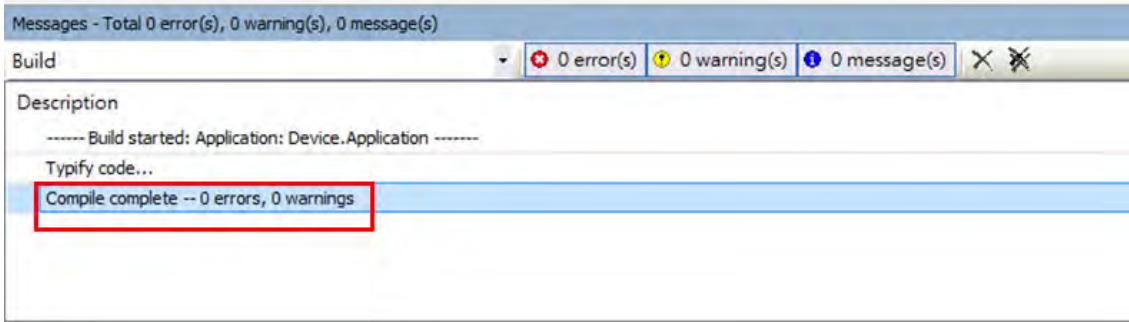 Messages - Total 0 error(s), 0 warning(s), 0 message(s)
Build 0 error(s) 0 warning(s) 0 message(s)
Description
------ Build started: Application: Device.Application -------
Typify code...
Compile complete -- 0 errors, 0 warnings